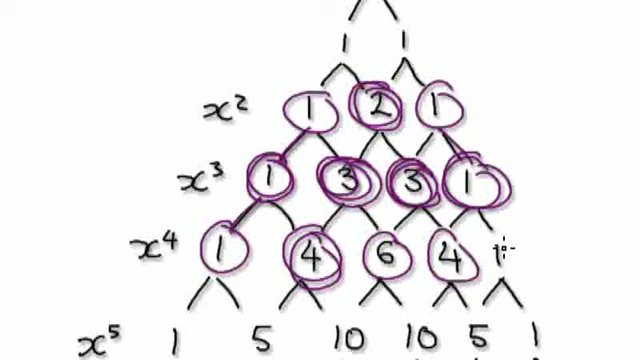 1 1
x² 1 2 1
x³ 1 3 3 1
x⁴ 1 4 6 4 1
x⁵ 1 5 10 10 5 1